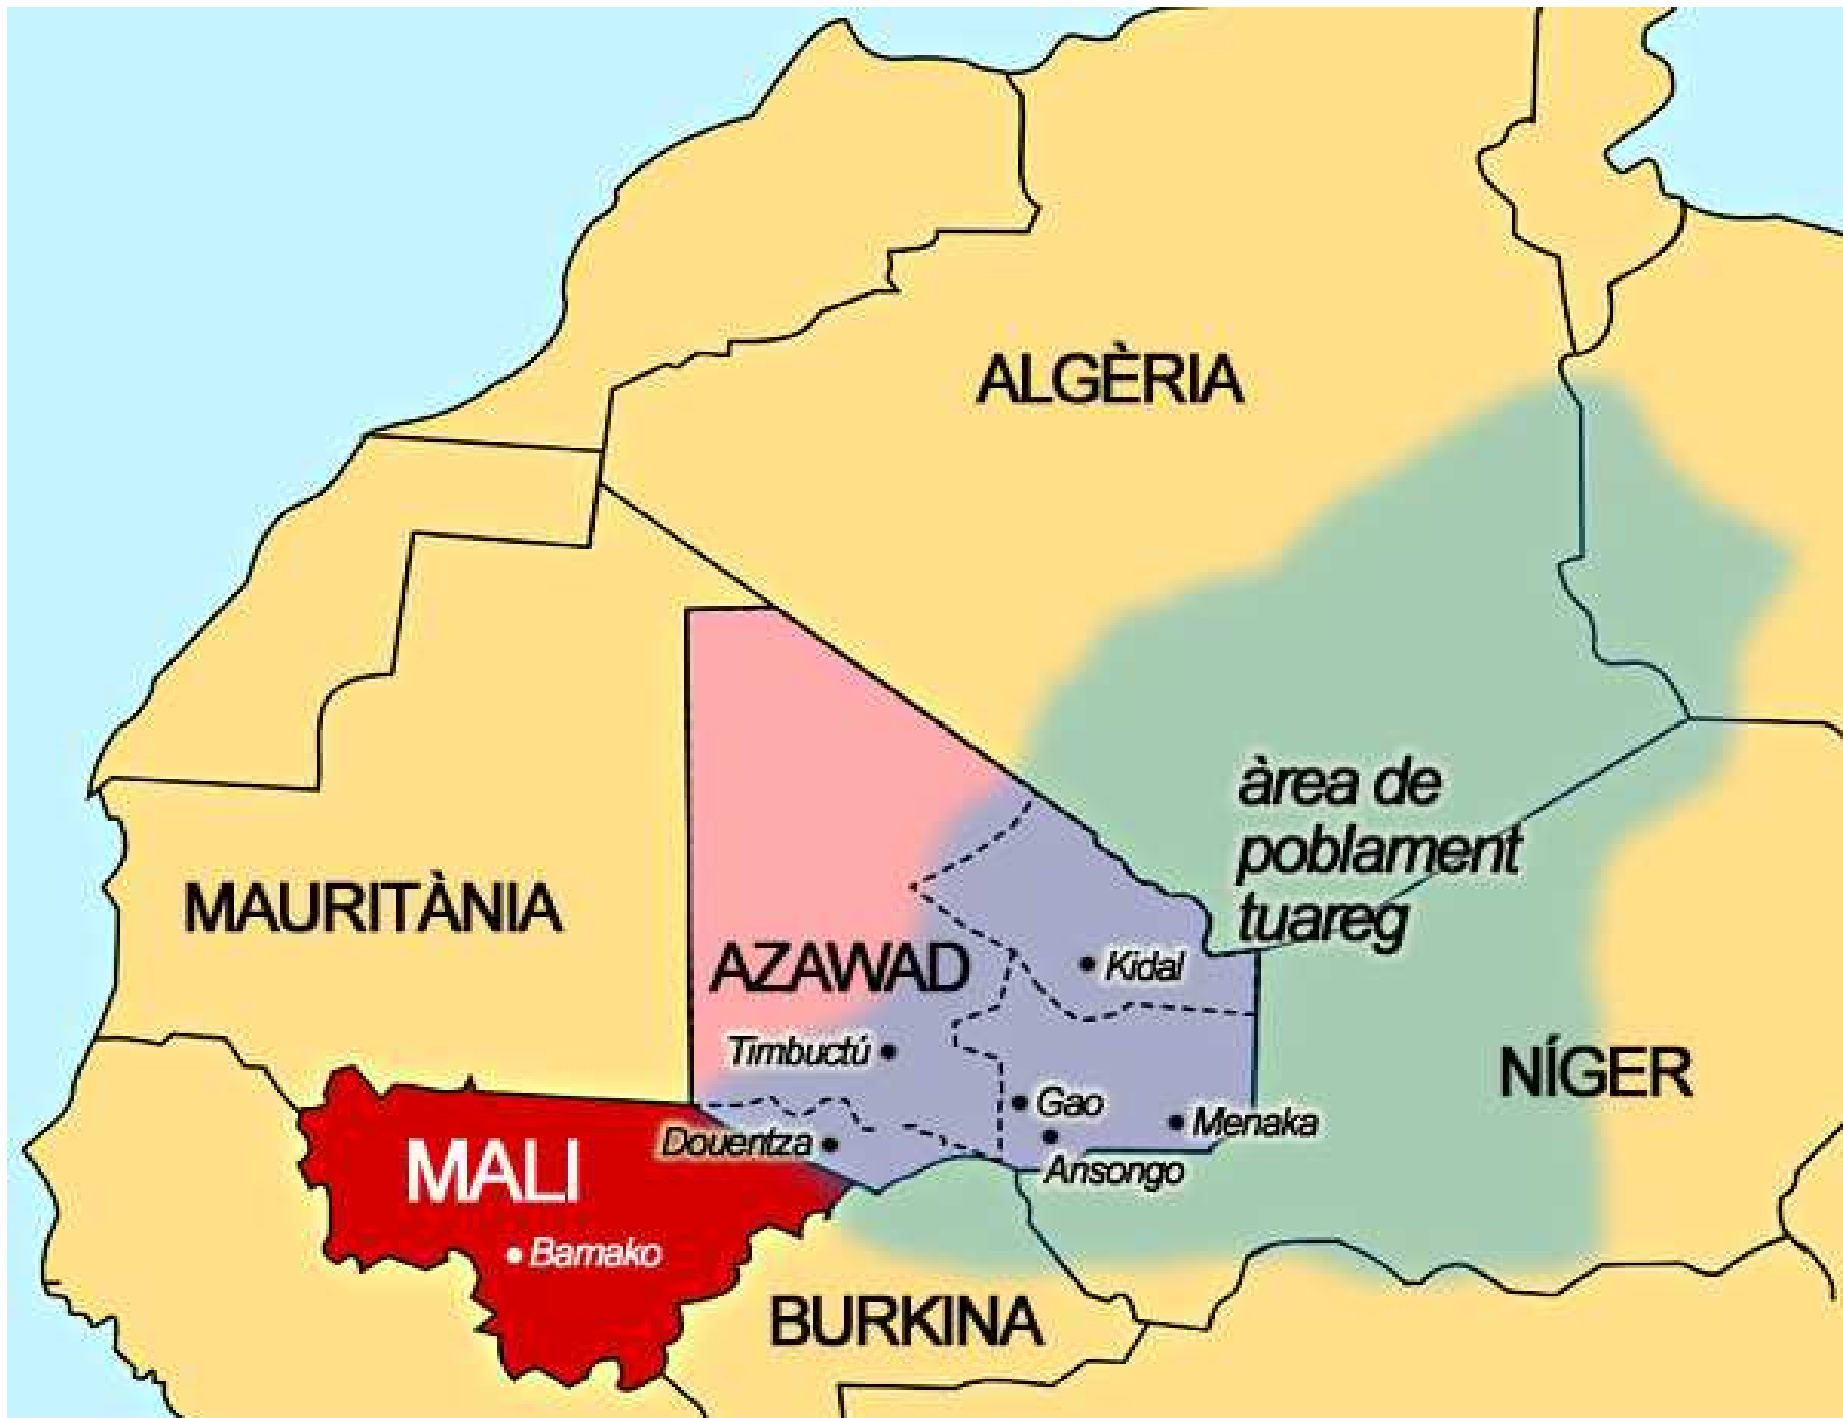 ALGÈRIA
àrea de
poblament
tuareg
MAURITÀNIA
AZAWAD
Kidal
Timbuctú
NÍGER
Gao
Menaka
Douentza
Ansongo
MALI
Bamako
BURKINA